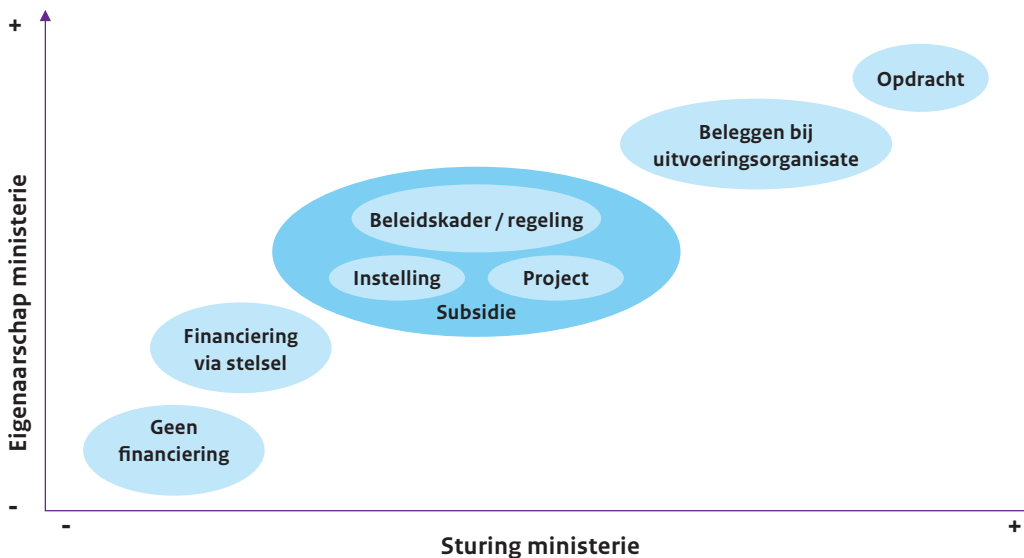 +
Opdracht
Beleggen bij
uitvoeringsorganisate
Beleidskader / regeling
Instelling
Project
Subsidie
Financiering
via stelsel
Geen
financiering
Eigenaarschap ministerie
-
-
+
Sturing ministerie